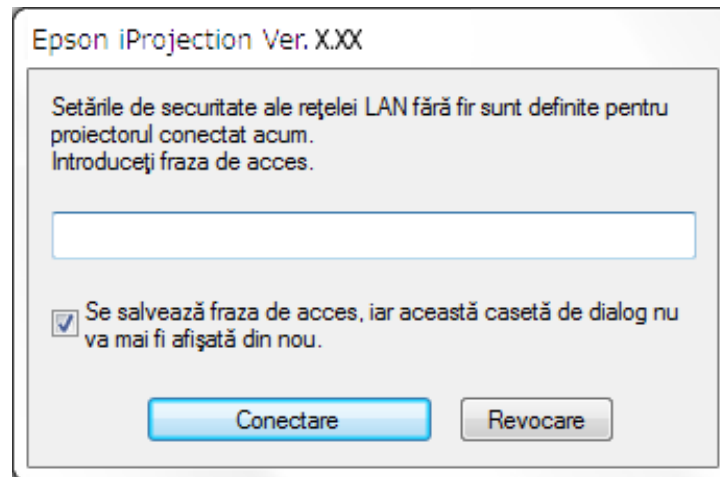 Epson iProjection Ver. X.XX
Setările de securitate ale reţelei LAN fără fir sunt definite pentru
proiectorul conectat acum.
Introduceţi fraza de acces.
Se salvează fraza de acces, iar această casetă de dialog nu
va mai fi afişată din nou.
Conectare
Revocare